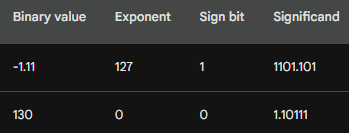 Binary value Exponent Sign bit Significand
-1.11 127 1 1101.101
130 0 0 1.10111